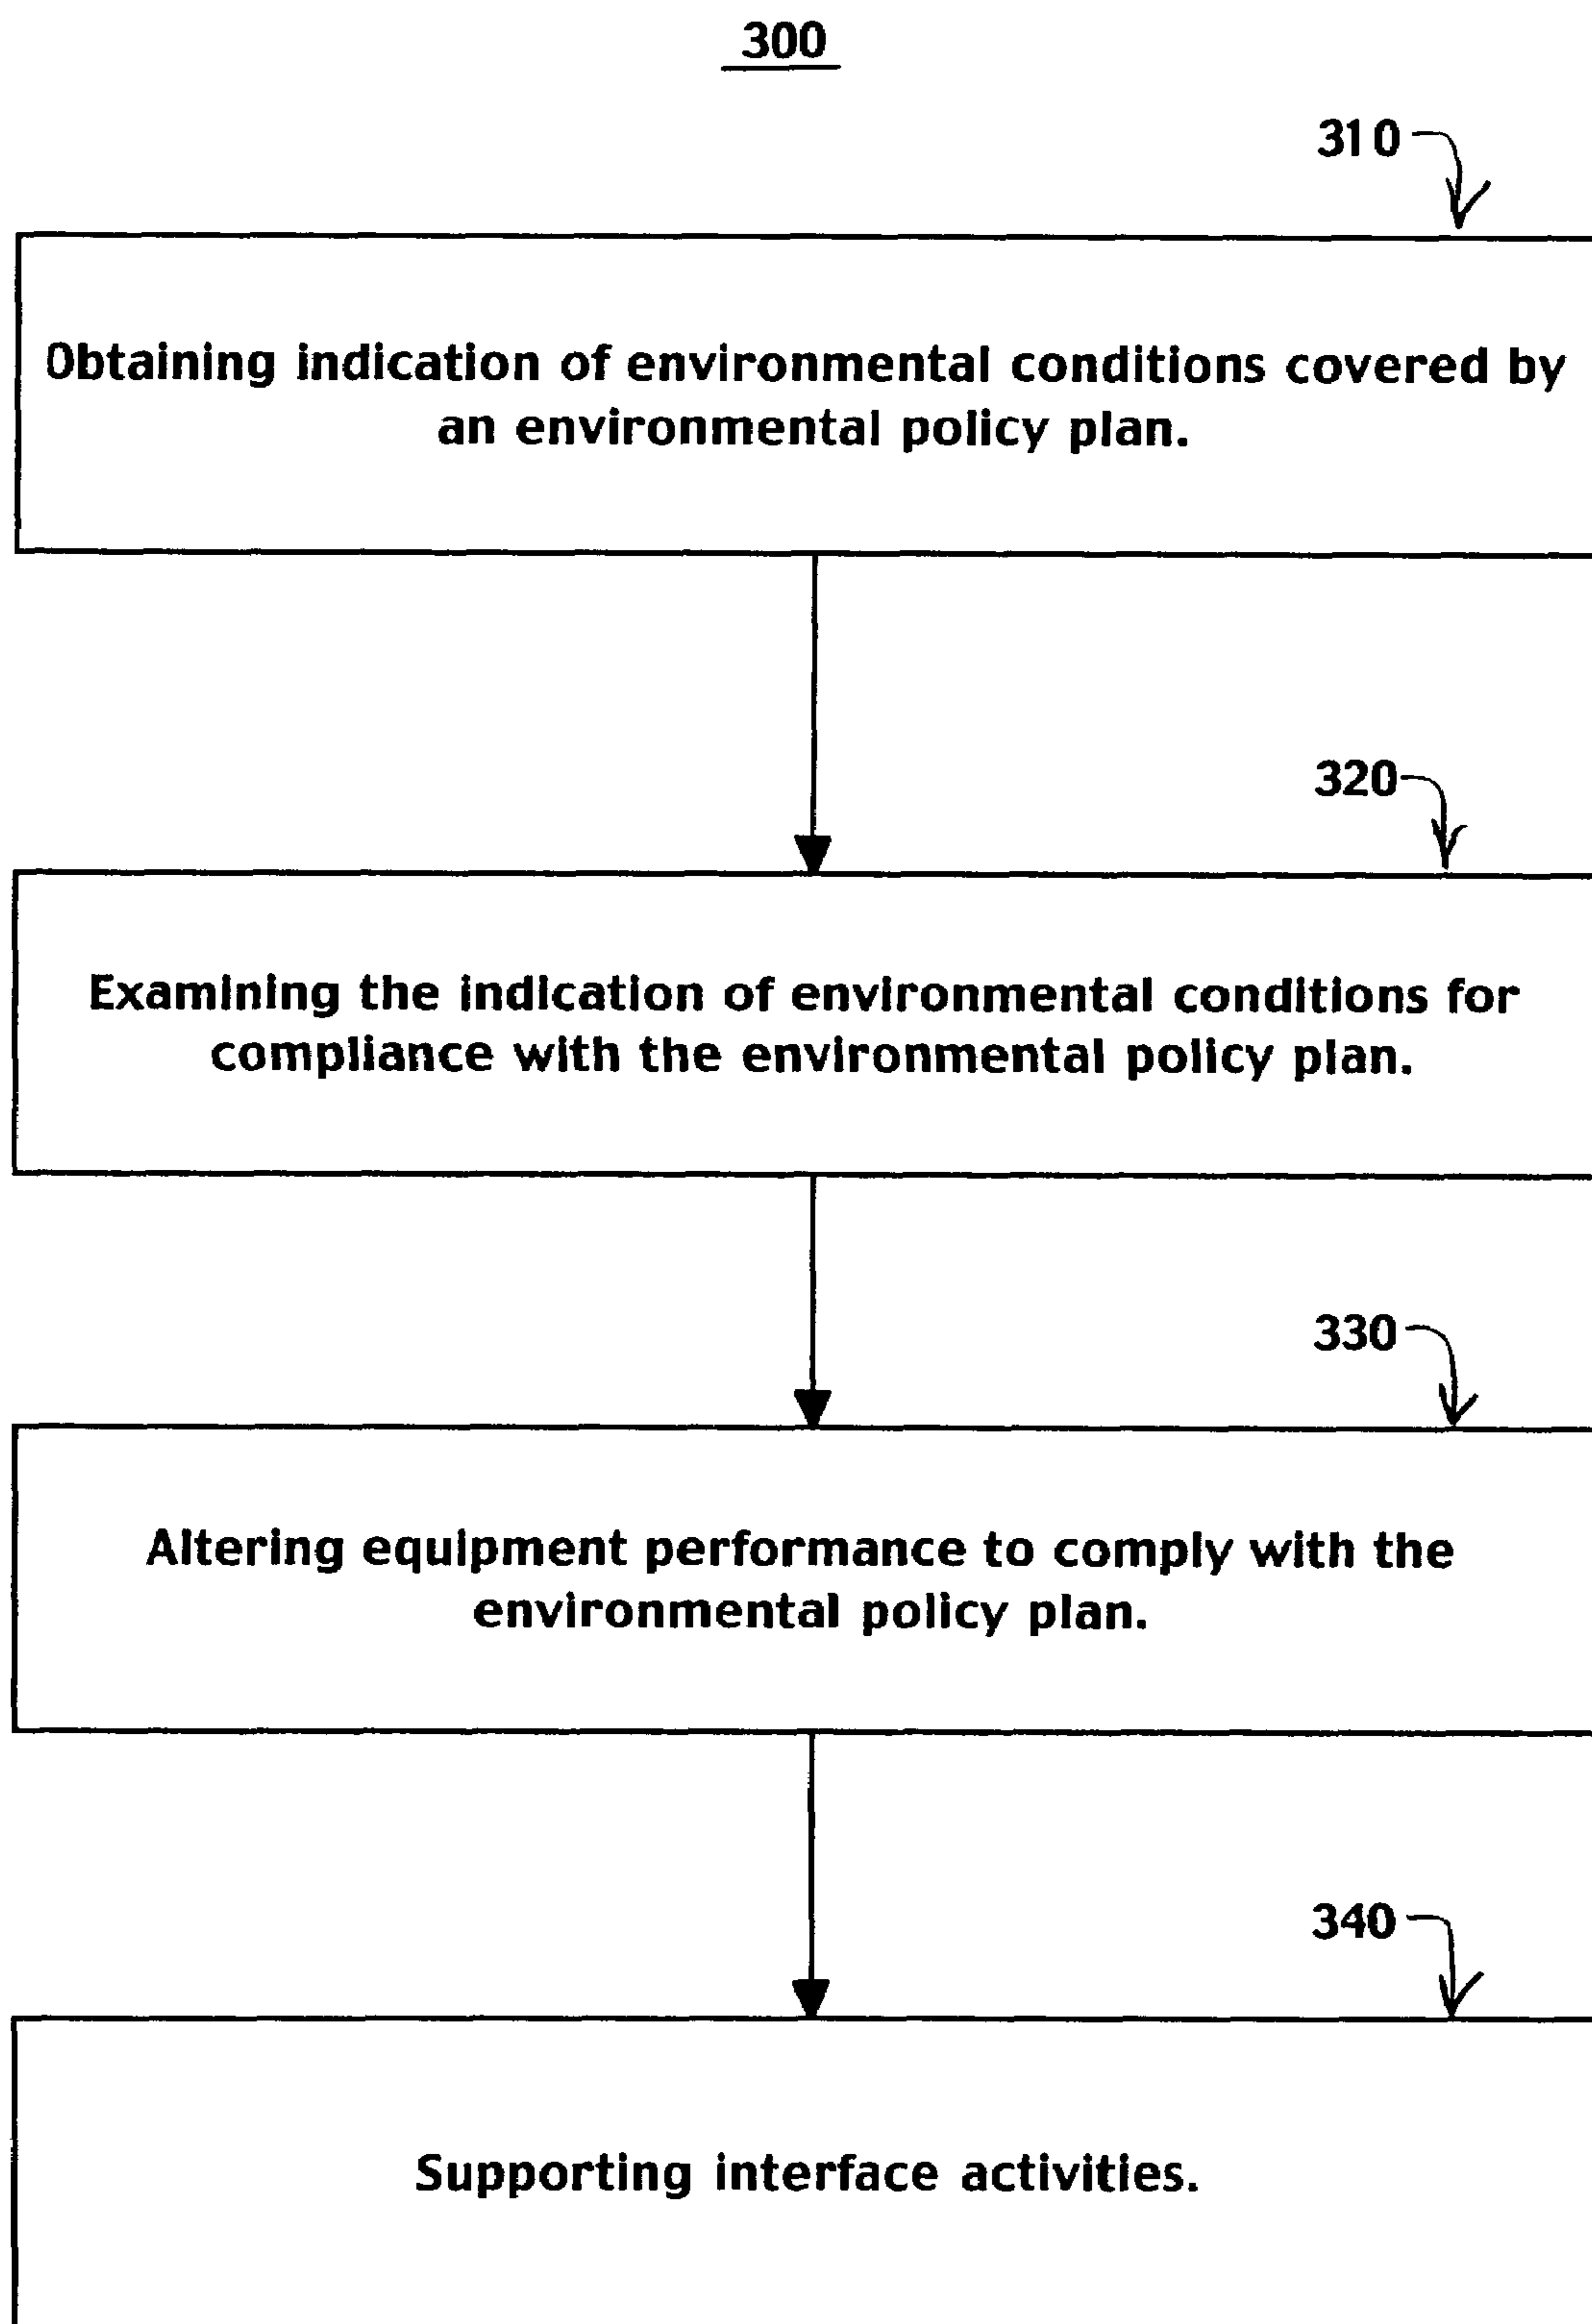 300
310
Obtaining indication of environmental conditions covered by
an environmental policy plan.
320
Examining the indication of environmental conditions for
compliance with the environmental policy plan.
330
Altering equipment performance to comply with the
environmental policy plan.
340
Supporting interface activities.